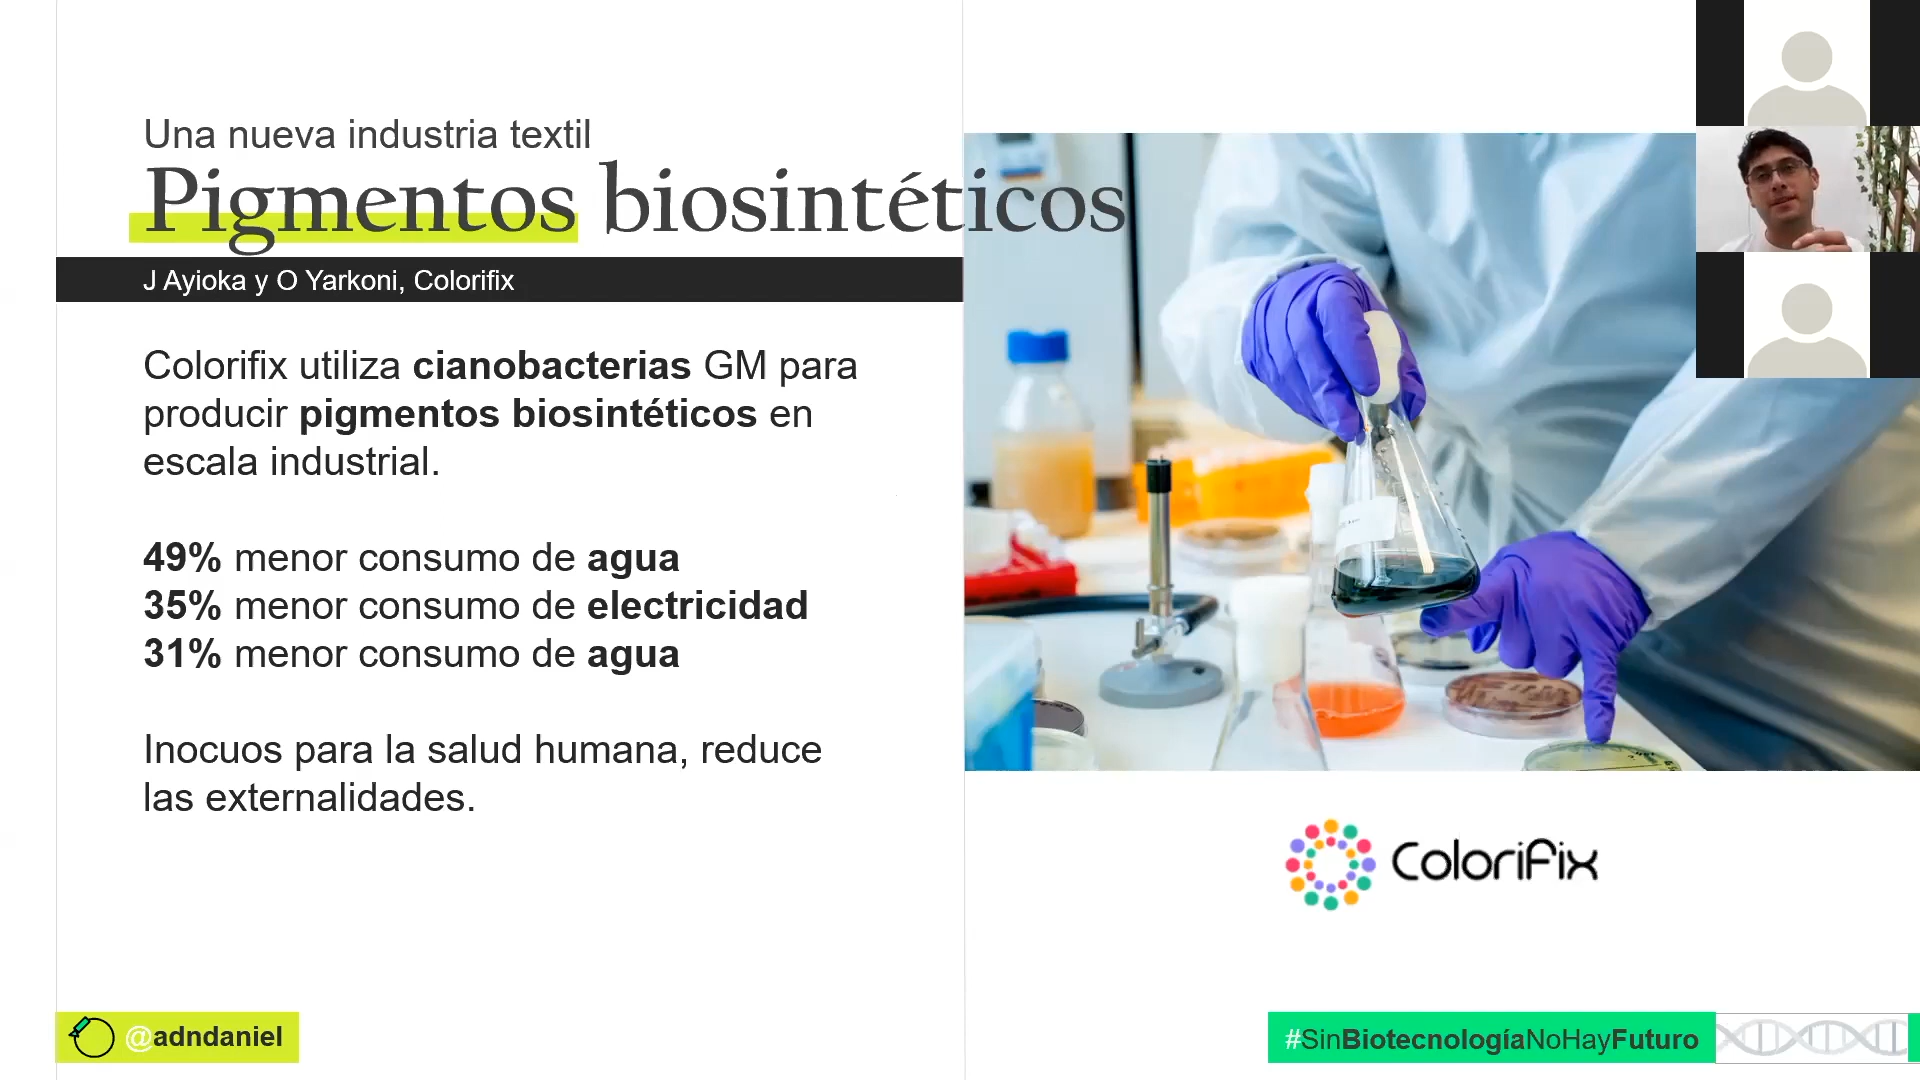 Una nueva industria textil
Pigmentos biosintéticos
J Ayioka y O Yarkoni, Colorifix
Colorifix utiliza cianobacterias GM para
producir pigmentos biosintéticos en
escala industrial.
49% menor consumo de agua
35% menor consumo de electricidad
31% menor consumo de agua
Inocuos para la salud humana, reduce
las externalidades.
Colorifix
@adndaniel
#SinBiotecnologíaNoHayFuturo